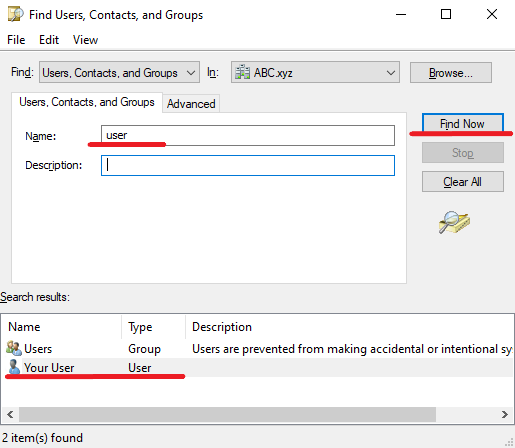 Find Users, Contacts, and Groups
File Edit View
Find: Users, Contacts, and Groups In: ABC.xyz Browse...
Users, Contacts, and Groups Advanced
Name: user
Description:
Find Now
Stop
Clear All
Search results:
Name Type Description
Users Group Users are prevented from making accidental or intentional sy
Your User User
2 item(s) found